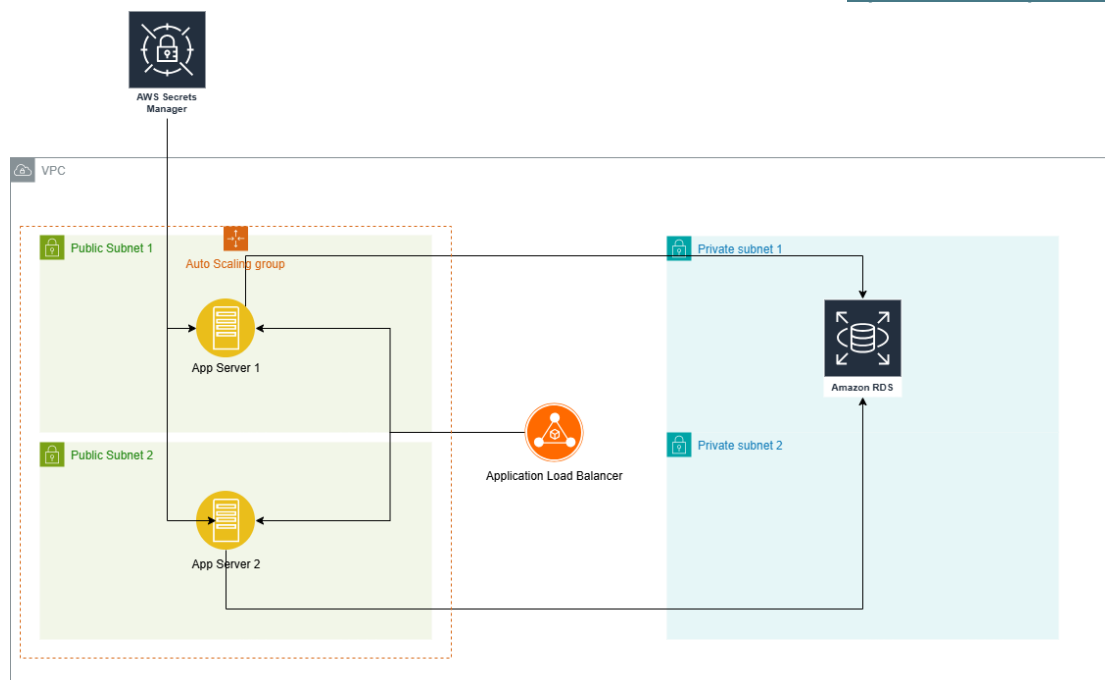 AWS Secrets
Manager
VPC
Public Subnet 1
Auto Scaling group
Private subnet 1
App Server 1
Amazon RDS
Public Subnet 2
Private subnet 2
Application Load Balancer
App Server 2